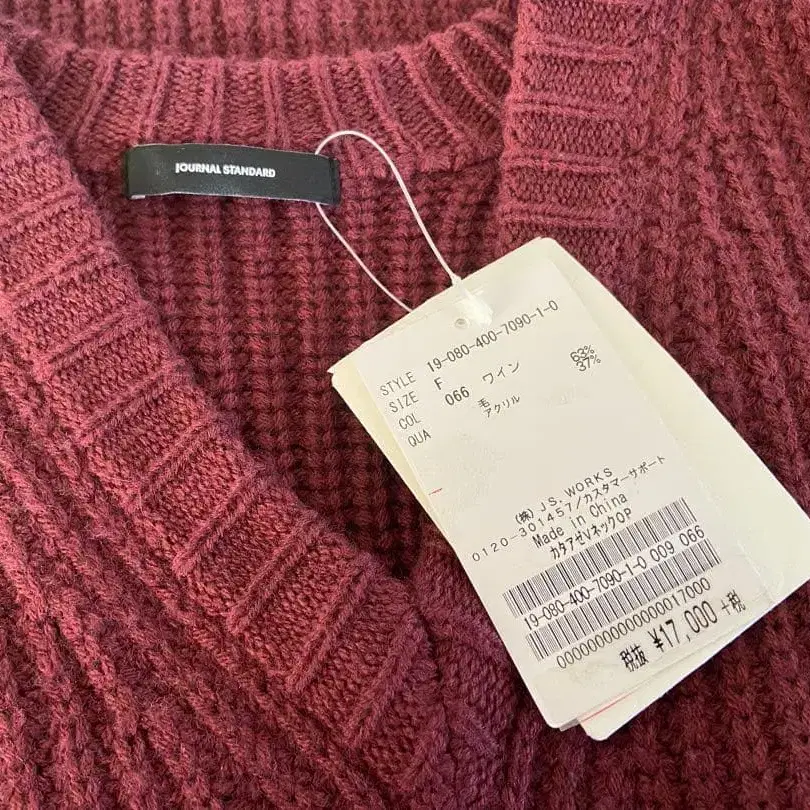 JOURNAL STANDARD
STYLE 19-080-400-7090-1-0
SIZE F
COL 066 ワイン
QUA 毛 63%
アクリル 37%
(株) J.S. WORKS
0120-301457/カスタマーサポート
Made in China
カタアゼVネックOP
19-080-400-7090-1-0 009 066
0000000000000017000
税抜 ¥17,000 +税